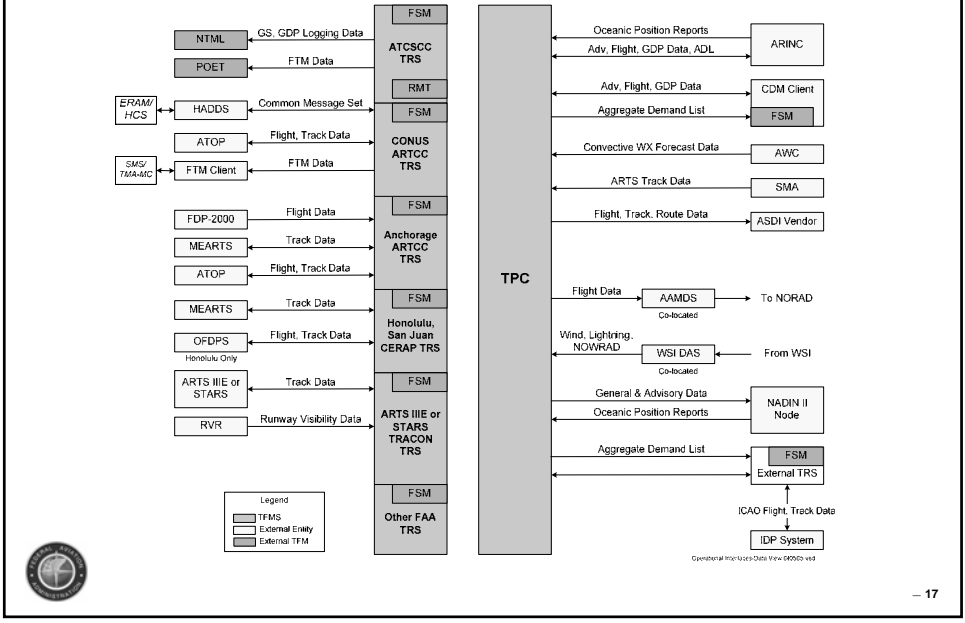 FSM
NTML
GS, GDP Logging Data
ATCSCC
TRS
POET
FTM Data
RMT
ERAM/
HCS
HADDS
Common Message Set
FSM
ATOP
Flight, Track Data
CONUS
ARTCC
TRS
SMS/
TMA-MC
FTM Client
FTM Data
FSM
FDP-2000
Flight Data
MEARTS
Track Data
Anchorage
ARTCC
TRS
ATOP
Flight, Track Data
MEARTS
Track Data
FSM
OFDPS
Flight, Track Data
Honolulu Only
Honolulu,
San Juan
CERAP TRS
ARTS IIIE or
STARS
Track Data
FSM
RVR
Runway Visibility Data
ARTS IIIE or
STARS
TRACON
TRS
FSM
Other FAA
TRS
Legend
TFMS
External Entity
External TFM
TPC
Oceanic Position Reports
Adv, Flight, GDP Data, ADL
ARINC
Adv, Flight, GDP Data
CDM Client
Aggregate Demand List
FSM
Convective WX Forecast Data
AWC
ARTS Track Data
SMA
Flight, Track, Route Data
ASDI Vendor
Flight Data
AAMDS
To NORAD
Co-located
Wind, Lightning,
NOWRAD
WSI DAS
From WSI
Co-located
General & Advisory Data
NADIN II
Node
Oceanic Position Reports
Aggregate Demand List
FSM
External TRS
ICAO Flight, Track Data
IDP System
Operational Interfaces-Data View
FEDERAL AVIATION
ADMINISTRATION
– 17